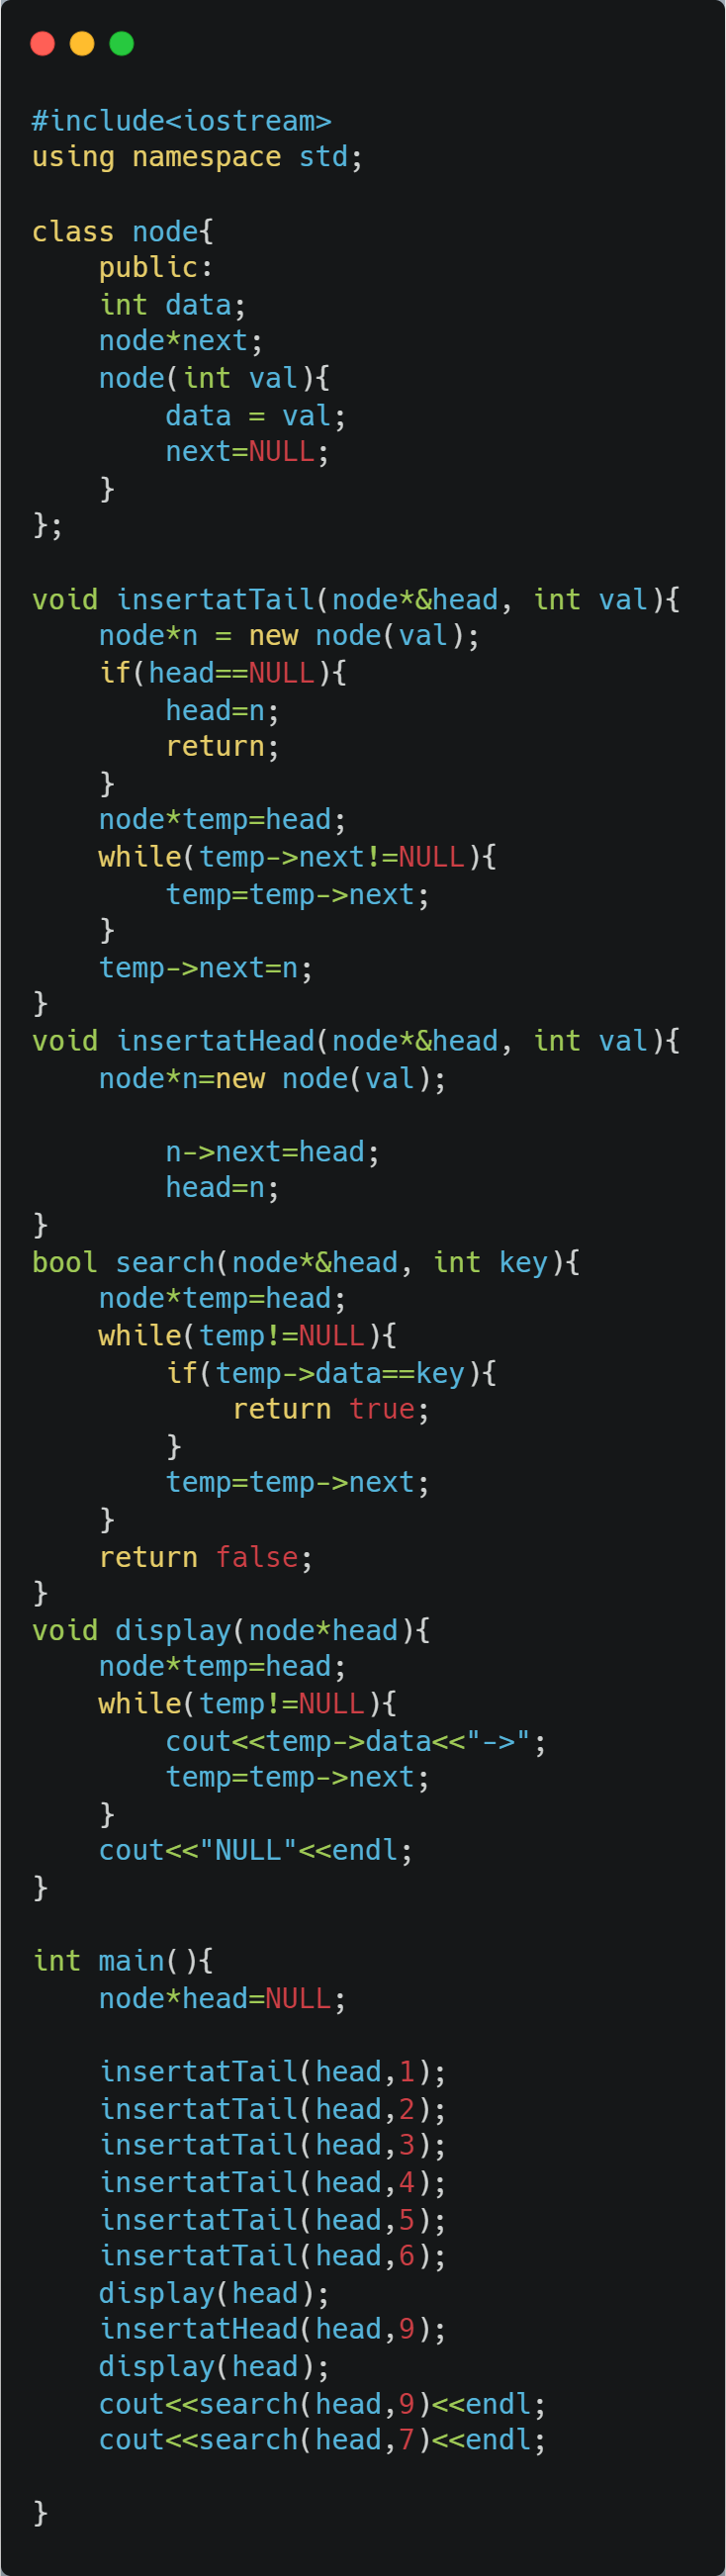 #include<iostream>
using namespace std;

class node{
    public:
    int data;
    node*next;
    node(int val){
        data = val;
        next=NULL;
    }
};

void insertatTail(node*&head, int val){
    node*n = new node(val);
    if(head==NULL){
        head=n;
        return;
    }
    node*temp=head;
    while(temp->next!=NULL){
        temp=temp->next;
    }
    temp->next=n;
}
void insertatHead(node*&head, int val){
    node*n=new node(val);

        n->next=head;
        head=n;
}
bool search(node*&head, int key){
    node*temp=head;
    while(temp!=NULL){
        if(temp->data==key){
            return true;
        }
        temp=temp->next;
    }
    return false;
}
void display(node*head){
    node*temp=head;
    while(temp!=NULL){
        cout<<temp->data<<"->";
        temp=temp->next;
    }
    cout<<"NULL"<<endl;
}

int main(){
    node*head=NULL;

    insertatTail(head,1);
    insertatTail(head,2);
    insertatTail(head,3);
    insertatTail(head,4);
    insertatTail(head,5);
    insertatTail(head,6);
    display(head);
    insertatHead(head,9);
    display(head);
    cout<<search(head,9)<<endl;
    cout<<search(head,7)<<endl;

}